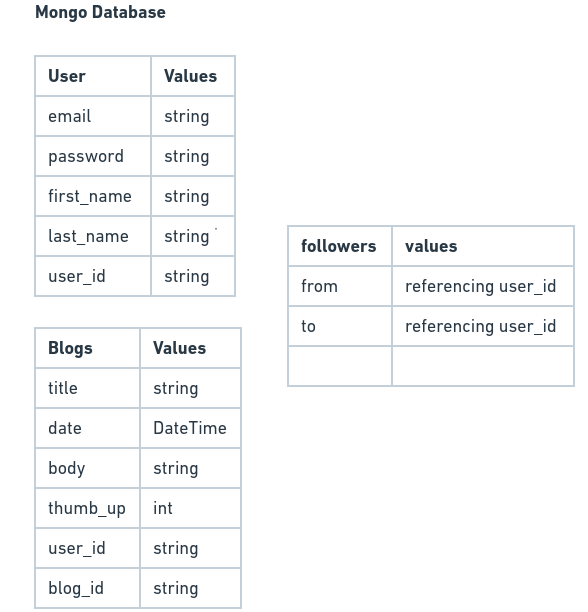 Mongo Database
User Values
email string
password string
first_name string
last_name string
user_id string
followers values
from referencing user_id
to referencing user_id
Blogs Values
title string
date DateTime
body string
thumb_up int
user_id string
blog_id string